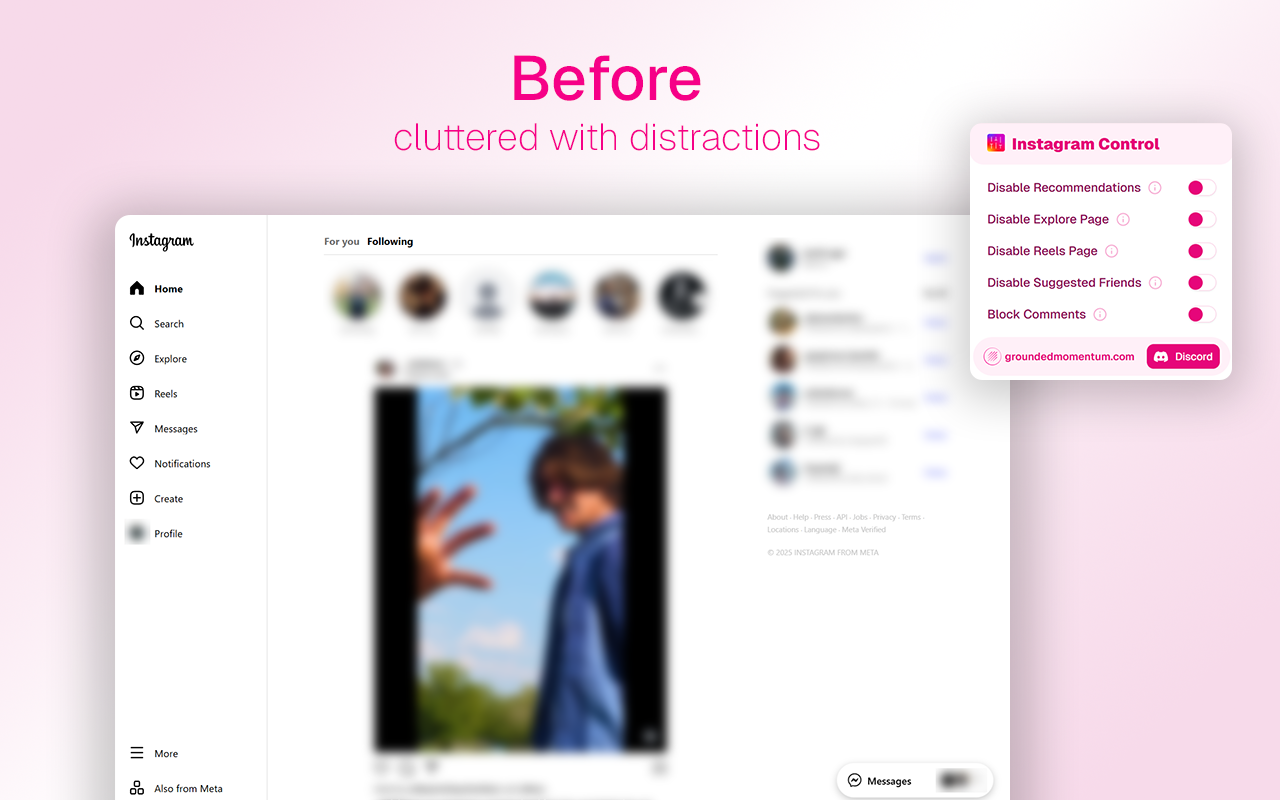 Before
cluttered with distractions
Instagram Control
Disable Recommendations
Disable Explore Page
Disable Reels Page
Disable Suggested Friends
Block Comments
groundedmomentum.com
Discord
Instagram
Home
Search
Explore
Reels
Messages
Notifications
Create
Profile
More
Also from Meta
For you Following
About · Help · Press · API · Jobs · Privacy · Terms ·
Locations · Language · Meta Verified
© 2025 INSTAGRAM FROM META
Messages